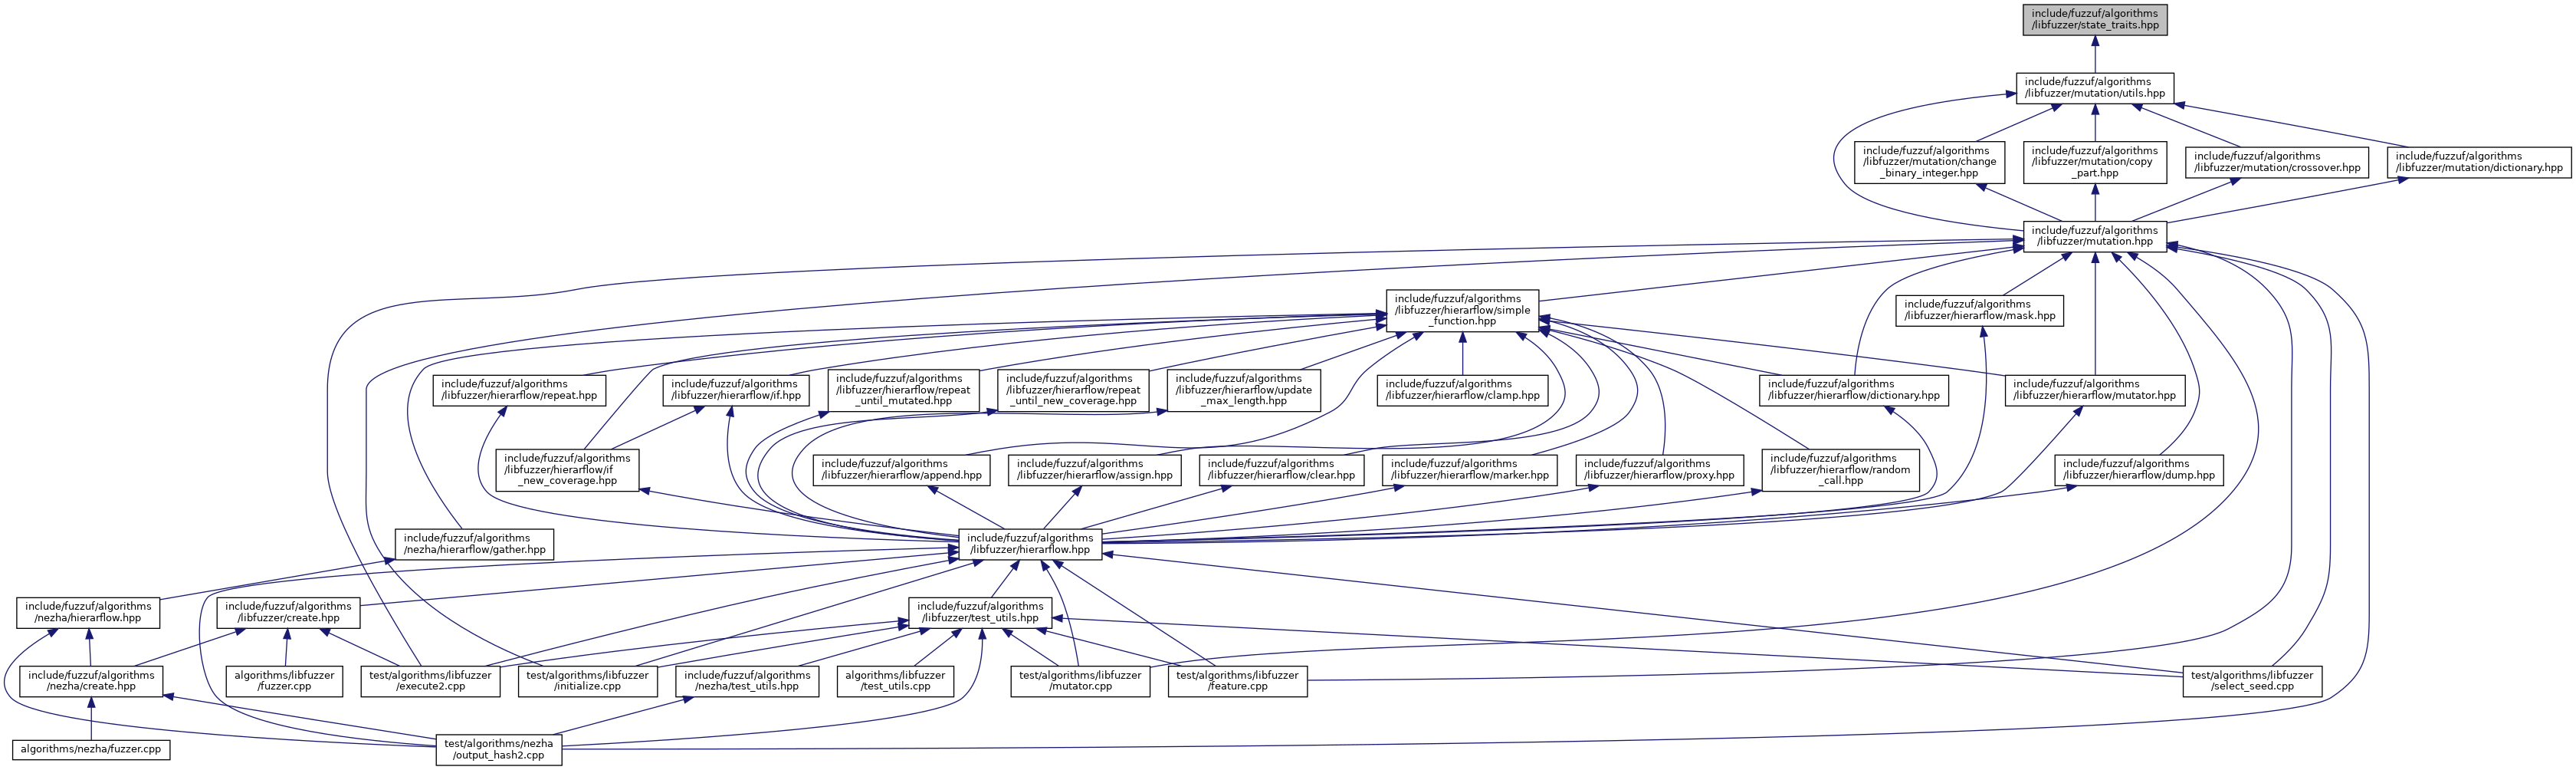 include/fuzzuf/algorithms
/libfuzzer/state_traits.hpp
include/fuzzuf/algorithms
/libfuzzer/mutation/utils.hpp
include/fuzzuf/algorithms
/libfuzzer/mutation/change
_binary_integer.hpp
include/fuzzuf/algorithms
/libfuzzer/mutation/copy
_part.hpp
include/fuzzuf/algorithms
/libfuzzer/mutation/crossover.hpp
include/fuzzuf/algorithms
/libfuzzer/mutation/dictionary.hpp
include/fuzzuf/algorithms
/libfuzzer/mutation.hpp
include/fuzzuf/algorithms
/libfuzzer/hierarflow/simple
_function.hpp
include/fuzzuf/algorithms
/libfuzzer/hierarflow/mask.hpp
include/fuzzuf/algorithms
/libfuzzer/hierarflow/repeat.hpp
include/fuzzuf/algorithms
/libfuzzer/hierarflow/if.hpp
include/fuzzuf/algorithms
/libfuzzer/hierarflow/repeat
_until_mutated.hpp
include/fuzzuf/algorithms
/libfuzzer/hierarflow/repeat
_until_new_coverage.hpp
include/fuzzuf/algorithms
/libfuzzer/hierarflow/update
_max_length.hpp
include/fuzzuf/algorithms
/libfuzzer/hierarflow/clamp.hpp
include/fuzzuf/algorithms
/libfuzzer/hierarflow/dictionary.hpp
include/fuzzuf/algorithms
/libfuzzer/hierarflow/mutator.hpp
include/fuzzuf/algorithms
/libfuzzer/hierarflow/if
_new_coverage.hpp
include/fuzzuf/algorithms
/libfuzzer/hierarflow/append.hpp
include/fuzzuf/algorithms
/libfuzzer/hierarflow/assign.hpp
include/fuzzuf/algorithms
/libfuzzer/hierarflow/clear.hpp
include/fuzzuf/algorithms
/libfuzzer/hierarflow/marker.hpp
include/fuzzuf/algorithms
/libfuzzer/hierarflow/proxy.hpp
include/fuzzuf/algorithms
/libfuzzer/hierarflow/random
_call.hpp
include/fuzzuf/algorithms
/libfuzzer/hierarflow/dump.hpp
include/fuzzuf/algorithms
/nezha/hierarflow/gather.hpp
include/fuzzuf/algorithms
/libfuzzer/hierarflow.hpp
include/fuzzuf/algorithms
/nezha/hierarflow.hpp
include/fuzzuf/algorithms
/libfuzzer/create.hpp
include/fuzzuf/algorithms
/libfuzzer/test_utils.hpp
include/fuzzuf/algorithms
/nezha/create.hpp
algorithms/libfuzzer
/fuzzer.cpp
test/algorithms/libfuzzer
/execute2.cpp
test/algorithms/libfuzzer
/initialize.cpp
include/fuzzuf/algorithms
/nezha/test_utils.hpp
algorithms/libfuzzer
/test_utils.cpp
test/algorithms/libfuzzer
/mutator.cpp
test/algorithms/libfuzzer
/feature.cpp
test/algorithms/libfuzzer
/select_seed.cpp
algorithms/nezha/fuzzer.cpp
test/algorithms/nezha
/output_hash2.cpp